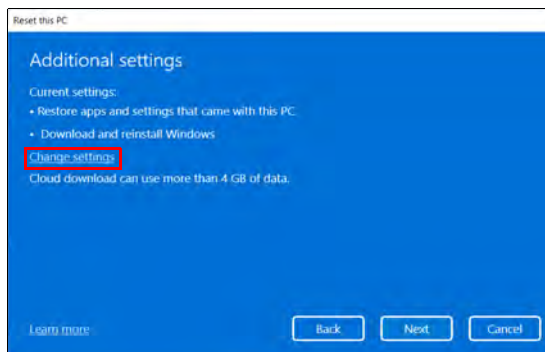 Reset this PC
Additional settings
Current settings:
• Restore apps and settings that came with this PC
• Download and reinstall Windows
Change settings
Cloud download can use more than 4 GB of data.
Learn more
Back
Next
Cancel